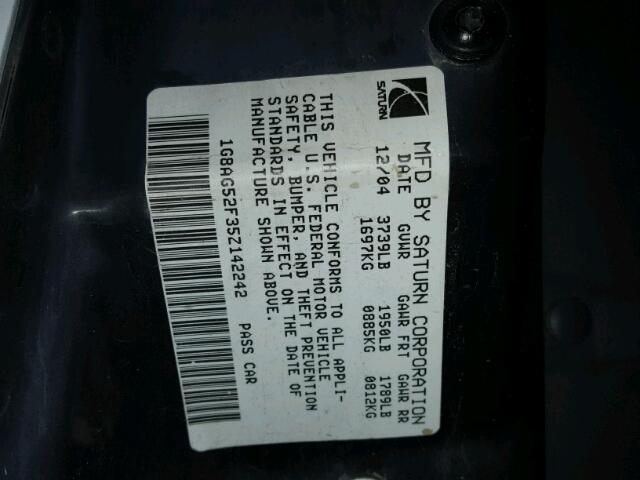 SATURN
MFD BY SATURN CORPORATION
DATE GVWR GAWR FRT GAWR RR
12/04 3739LB 1950LB 1789LB
1697KG 0885KG 0812KG
THIS VEHICLE CONFORMS TO ALL APPLI-
CABLE U.S. FEDERAL MOTOR VEHICLE
SAFETY, BUMPER, AND THEFT PREVENTION
STANDARDS IN EFFECT ON THE DATE OF
MANUFACTURE SHOWN ABOVE.
1G8AG52F35Z142242 PASS CAR